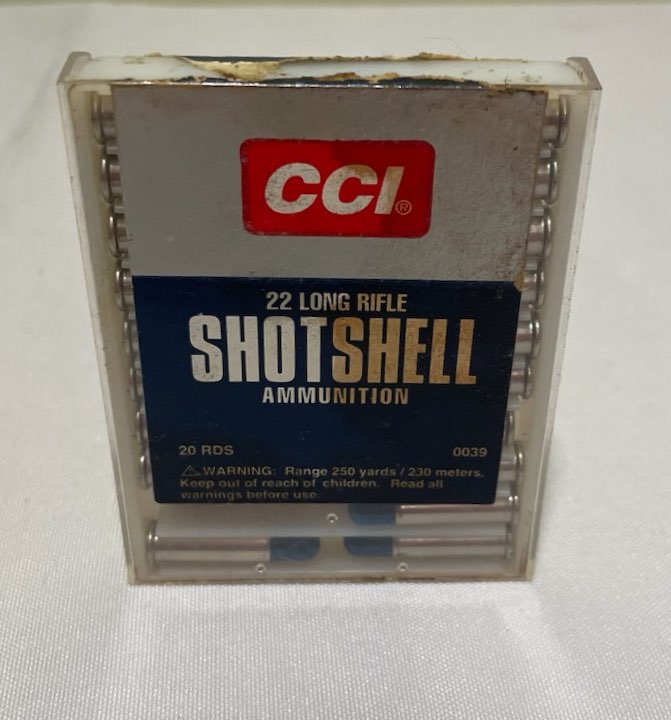 CCI®
22 LONG RIFLE
SHOTSHELL
AMMUNITION
20 RDS 0039
⚠WARNING: Range 250 yards / 230 meters.
Keep out of reach of children. Read all
warnings before use.